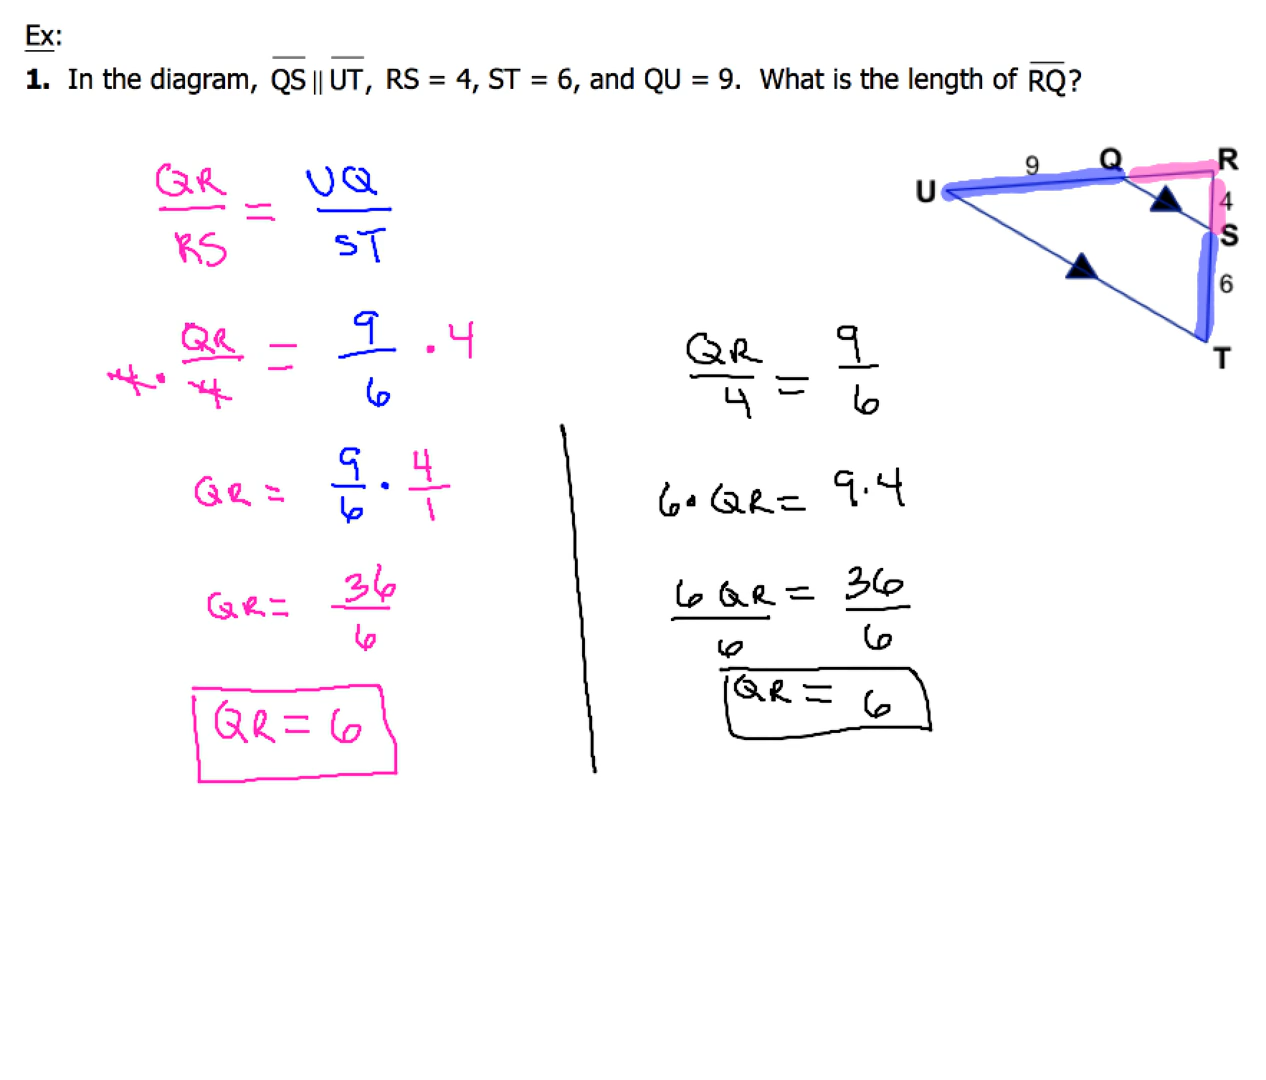 Ex:
1. In the diagram, QS || UT, RS = 4, ST = 6, and QU = 9. What is the length of RQ?
QR/RS = UQ/ST
4 · QR/4 = 9/6 · 4
QR = 9/6 · 4/1
QR = 36/6
QR = 6
QR/4 = 9/6
6 · QR = 9 · 4
6 QR/6 = 36/6
QR = 6
U
9
Q
R
4
S
6
T